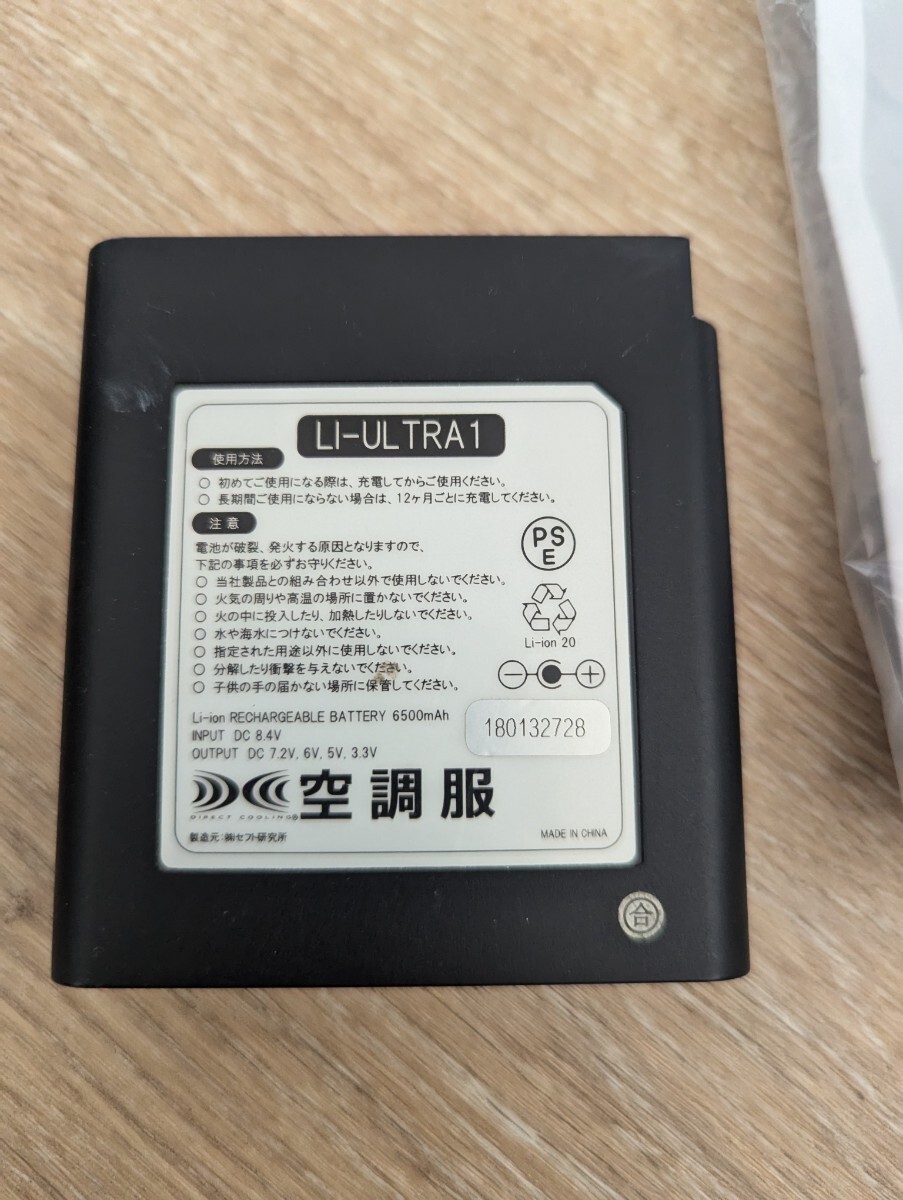 LI-ULTRA1
使用方法
○ 初めてご使用になる際は、充電してからご使用ください。
○ 長期間ご使用にならない場合は、12ヶ月ごとに充電してください。
注意
電池が破裂、発火する原因となりますので、
下記の事項を必ずお守りください。
○ 当社製品との組み合わせ以外で使用しないでください。
○ 火気の周りや高温の場所に置かないでください。
○ 火の中に投入したり、加熱したりしないでください。
○ 水や海水につけないでください。
○ 指定された用途以外に使用しないでください。
○ 分解したり衝撃を与えないでください。
○ 子供の手の届かない場所に保管してください。
PS
E
Li-ion 20
Li-ion RECHARGEABLE BATTERY 6500mAh
INPUT DC 8.4V
OUTPUT DC 7.2V, 6V, 5V, 3.3V
180132728
空調服
DIRECT COOLING®
製造元:㈱セフト研究所
MADE IN CHINA
合